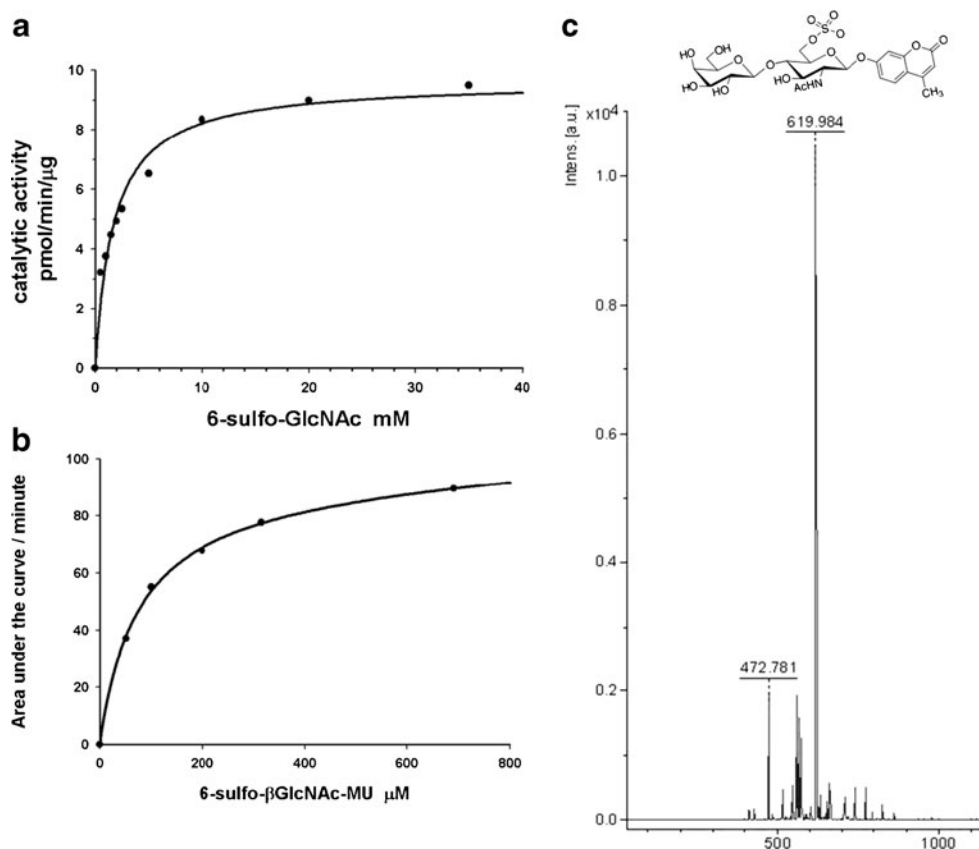 a
catalytic activity
pmol/min/µg
10
8
6
4
2
0
0
10
20
30
40
6-sulfo-GlcNAc mM
b
Area under the curve / minute
100
80
60
40
20
0
0
200
400
600
800
6-sulfo-βGlcNAc-MU µM
c
HO OH
HO
HO
O
O
O
S
O
O
O
HO
AcHN
O
O
O
O
CH3
Intens. [a.u.]
x10^4
619.984
1.0
0.8
0.6
0.4
472.781
0.2
0.0
500
1000